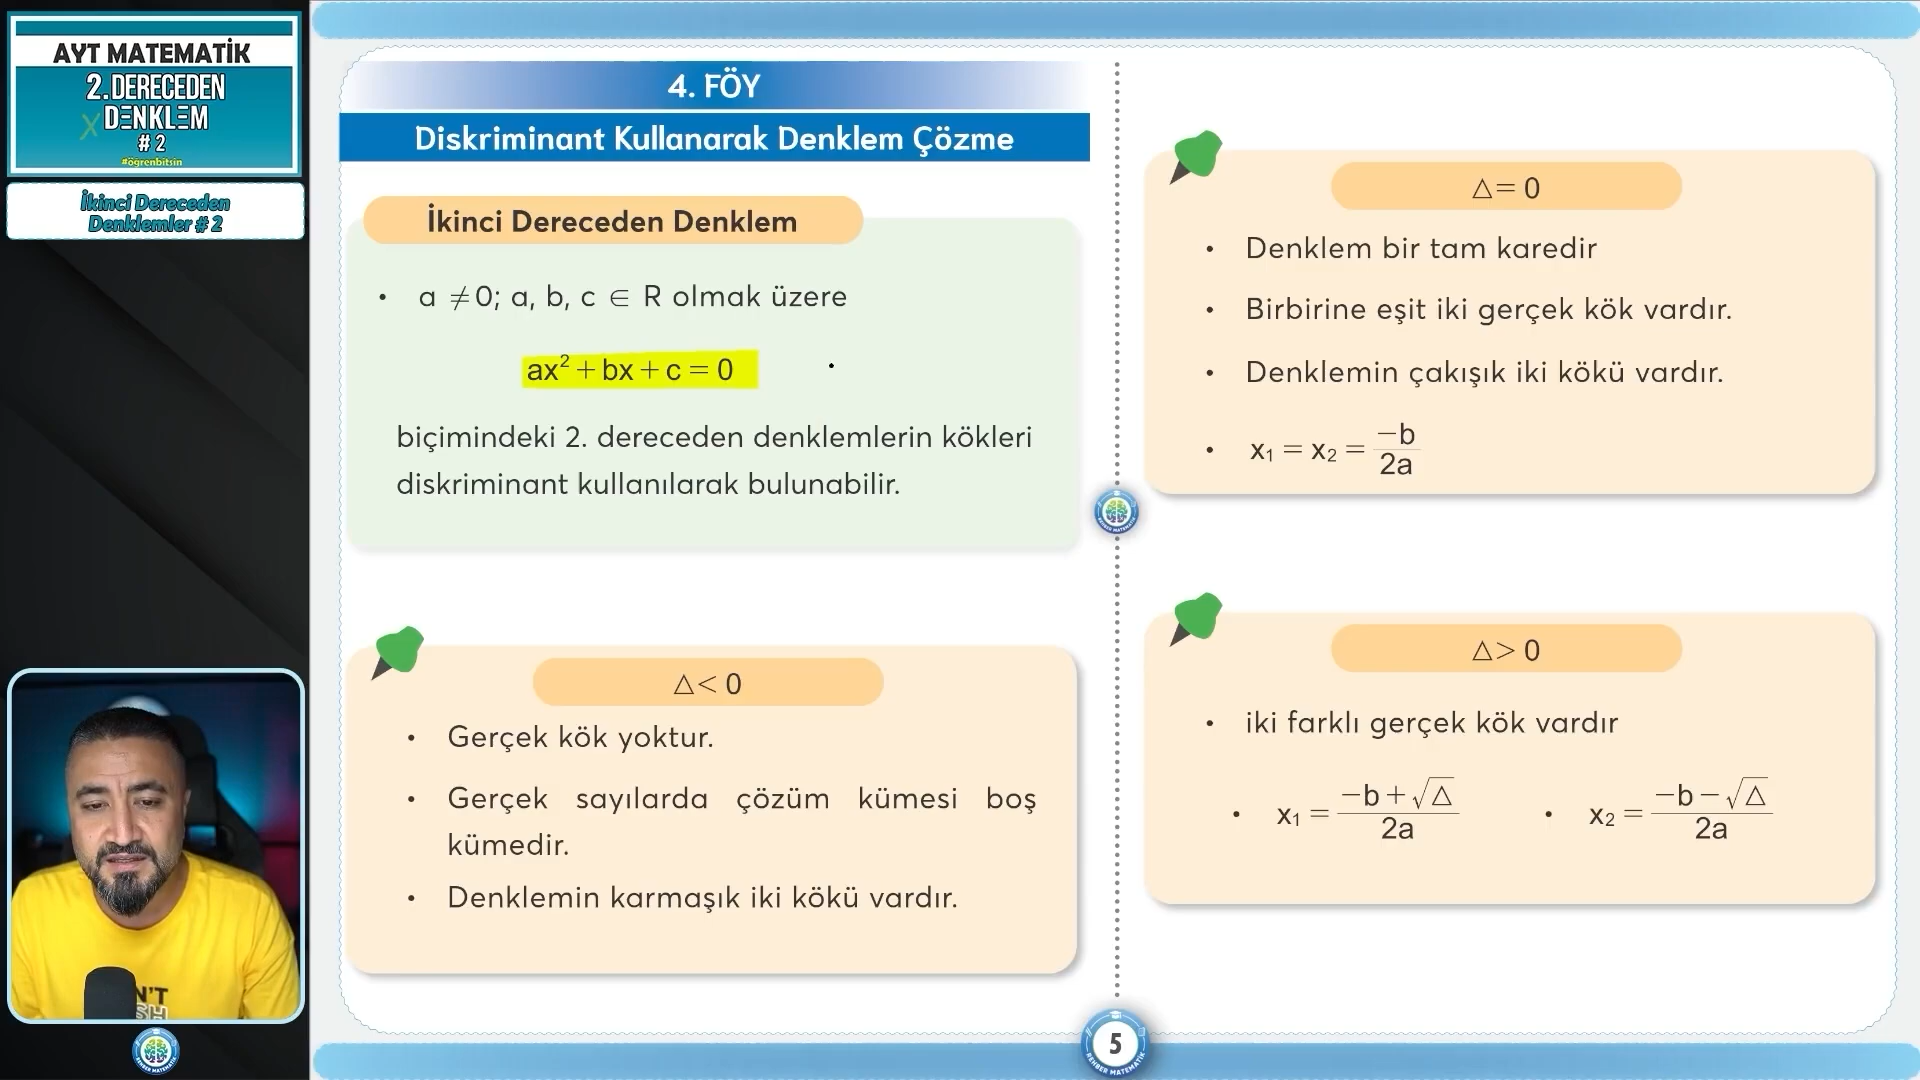 AYT MATEMATİK
2. DERECEDEN
DENKLEM
# 2
#öğrenbitsin
İkinci Dereceden
Denklemler # 2
4. FÖY
Diskriminant Kullanarak Denklem Çözme
İkinci Dereceden Denklem
• a ≠ 0; a, b, c ∈ R olmak üzere
ax² + bx + c = 0
biçimindeki 2. dereceden denklemlerin kökleri
diskriminant kullanılarak bulunabilir.
△< 0
• Gerçek kök yoktur.
• Gerçek sayılarda çözüm kümesi boş
kümedir.
• Denklemin karmaşık iki kökü vardır.
△= 0
• Denklem bir tam karedir
• Birbirine eşit iki gerçek kök vardır.
• Denklemin çakışık iki kökü vardır.
• x₁ = x₂ = −b / 2a
△> 0
• iki farklı gerçek kök vardır
• x₁ = −b + √△ / 2a • x₂ = −b − √△ / 2a
5
REHBER MATEMATİK
N'T